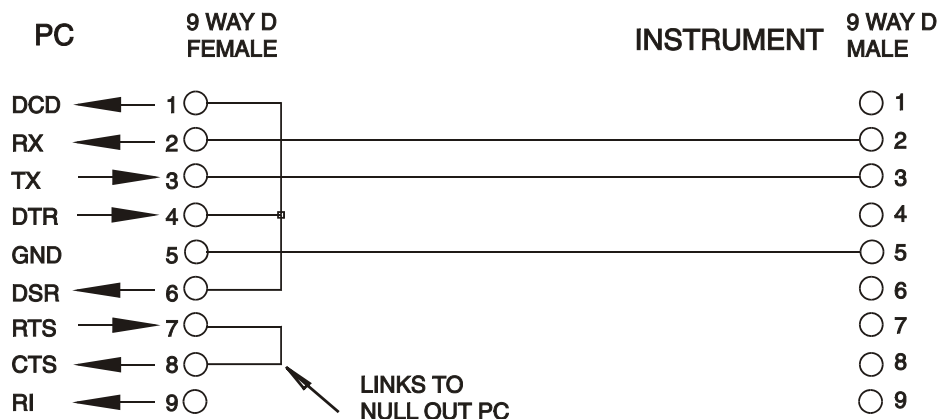 PC
9 WAY D
FEMALE
INSTRUMENT
9 WAY D
MALE
DCD 1 1
RX 2 2
TX 3 3
DTR 4 4
GND 5 5
DSR 6 6
RTS 7 7
CTS 8 8
RI 9 9
LINKS TO
NULL OUT PC